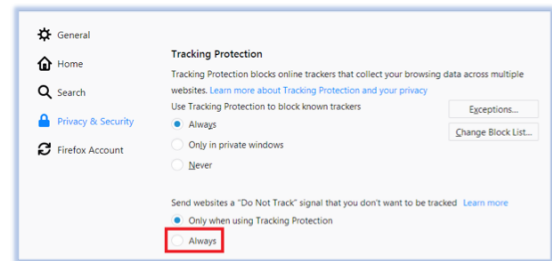 General
Home
Search
Privacy & Security
Firefox Account
Tracking Protection
Tracking Protection blocks online trackers that collect your browsing data across multiple
websites. Learn more about Tracking Protection and your privacy
Use Tracking Protection to block known trackers
Exceptions...
Always
Change Block List...
Only in private windows
Never
Send websites a "Do Not Track" signal that you don't want to be tracked Learn more
Only when using Tracking Protection
Always